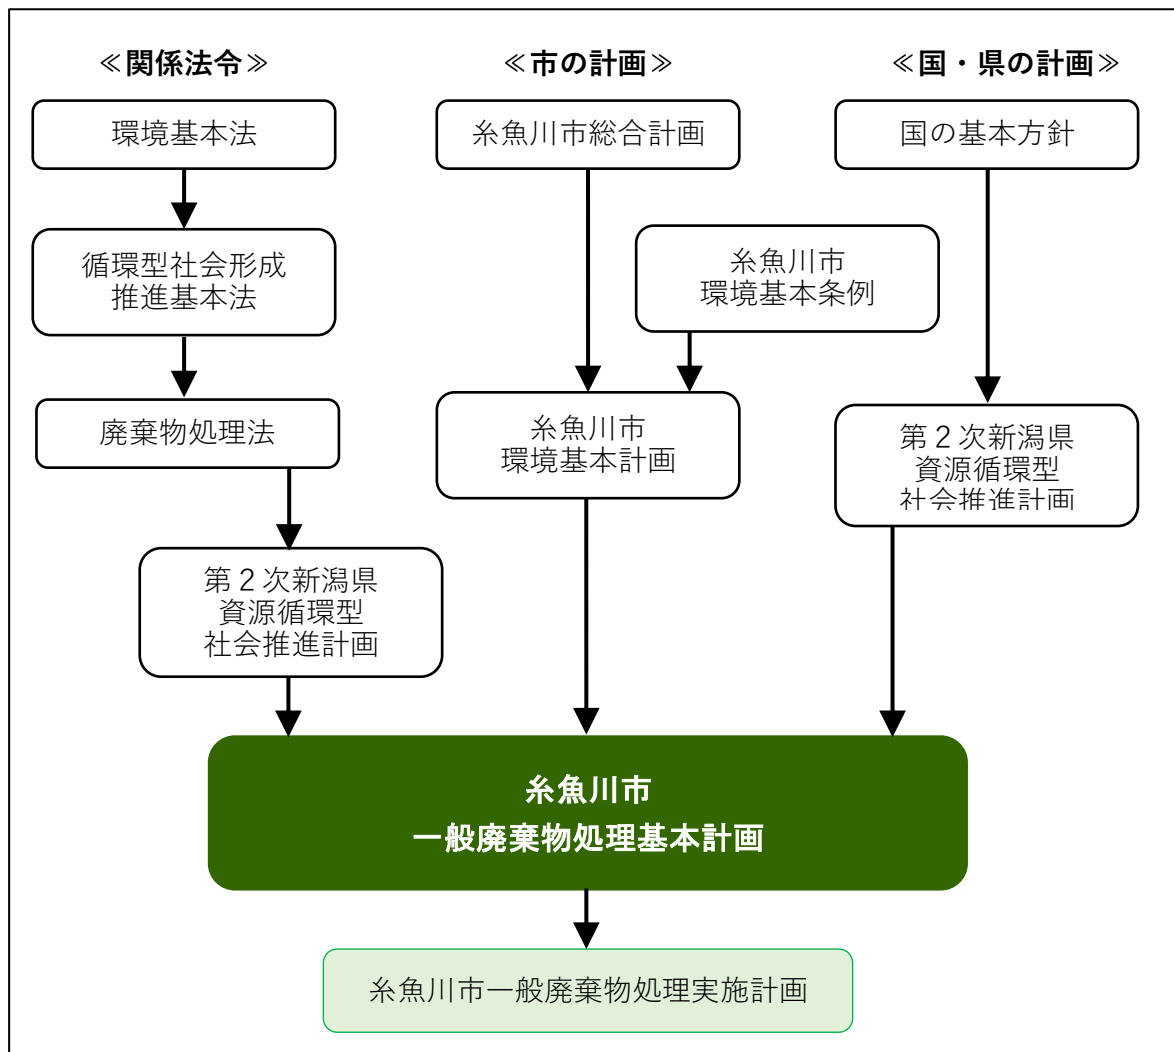 ≪関係法令≫
≪市の計画≫
≪国・県の計画≫
環境基本法
糸魚川市総合計画
国の基本方針
循環型社会形成
推進基本法
糸魚川市
環境基本条例
廃棄物処理法
糸魚川市
環境基本計画
第２次新潟県
資源循環型
社会推進計画
第２次新潟県
資源循環型
社会推進計画
糸魚川市
一般廃棄物処理基本計画
糸魚川市一般廃棄物処理実施計画